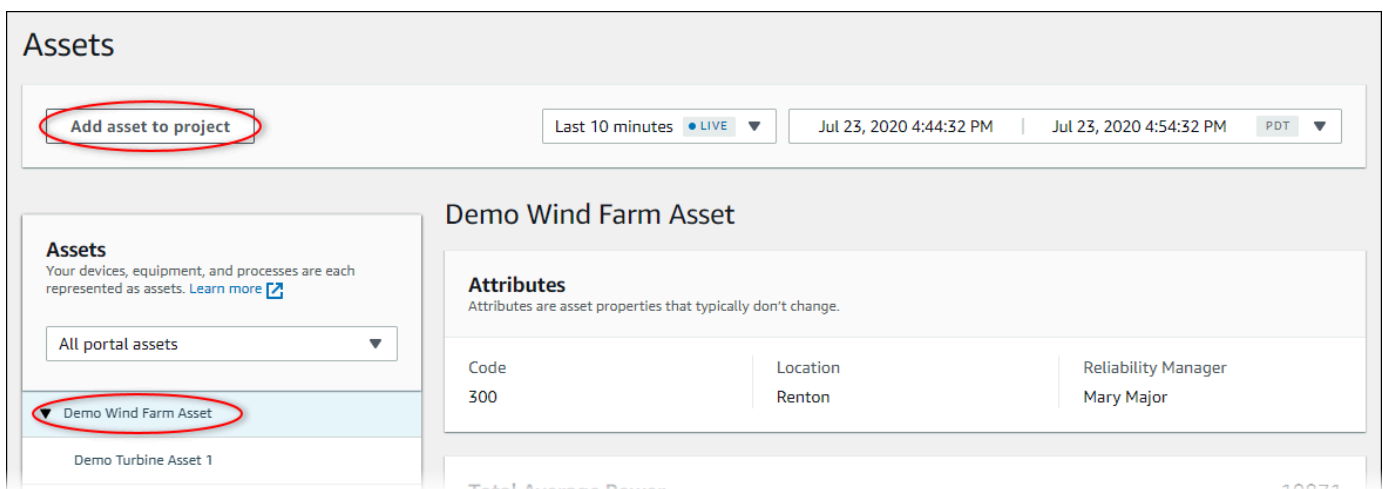 Assets
Add asset to project
Last 10 minutes LIVE
Jul 23, 2020 4:44:32 PM | Jul 23, 2020 4:54:32 PM PDT
Assets
Your devices, equipment, and processes are each
represented as assets. Learn more
All portal assets
Demo Wind Farm Asset
Demo Turbine Asset 1
Demo Wind Farm Asset
Attributes
Attributes are asset properties that typically don't change.
Code
300
Location
Renton
Reliability Manager
Mary Major
Total Average Power